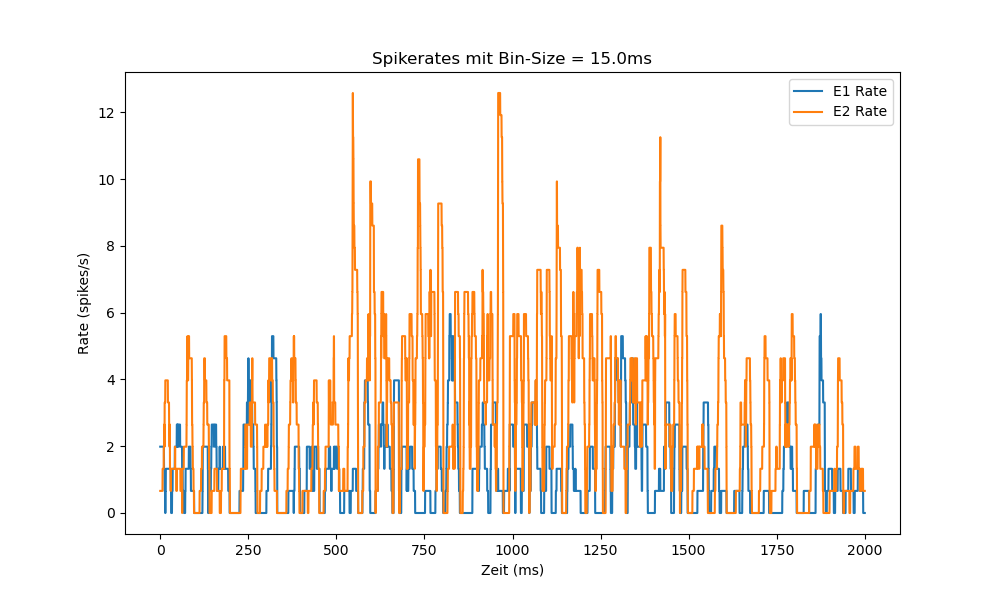 Spikerates mit Bin-Size = 15.0ms
E1 Rate
E2 Rate
Rate (spikes/s)
12
10
8
6
4
2
0
0 250 500 750 1000 1250 1500 1750 2000
Zeit (ms)